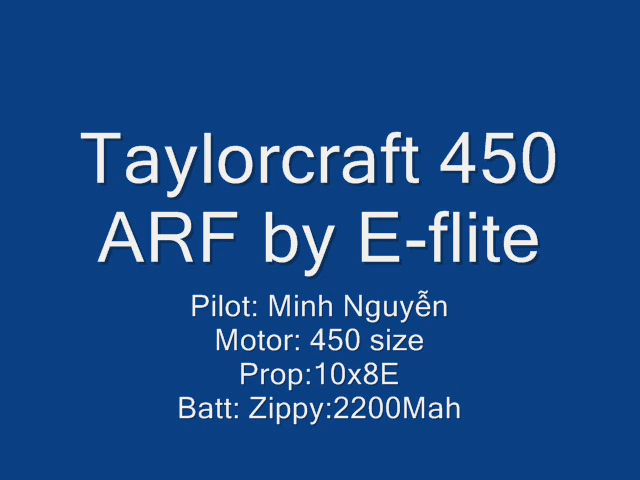 Taylorcraft 450
ARF by E-flite
Pilot: Minh Nguyễn
Motor: 450 size
Prop:10x8E
Batt: Zippy:2200Mah